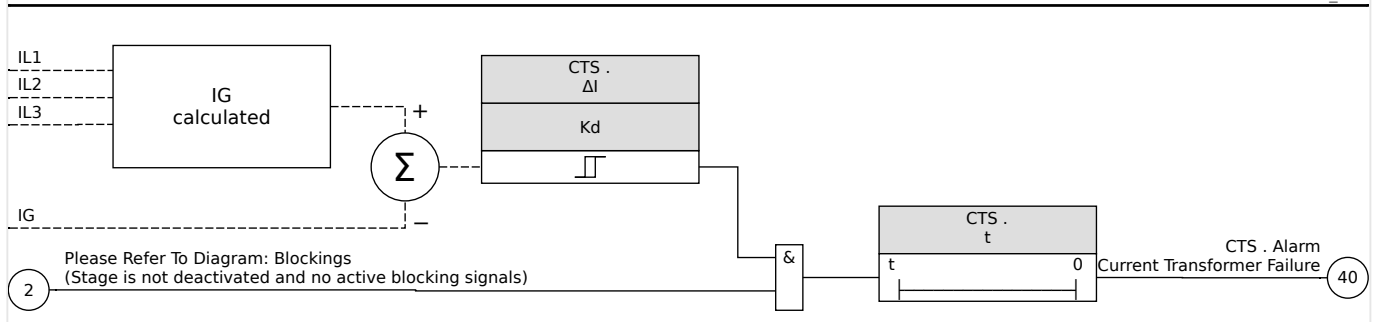 IL1
IL2
IL3
IG
calculated
+
Σ
−
IG
CTS .
ΔI
Kd
Please Refer To Diagram: Blockings
(Stage is not deactivated and no active blocking signals)
2
&
CTS .
t
t 0
CTS . Alarm
Current Transformer Failure
40